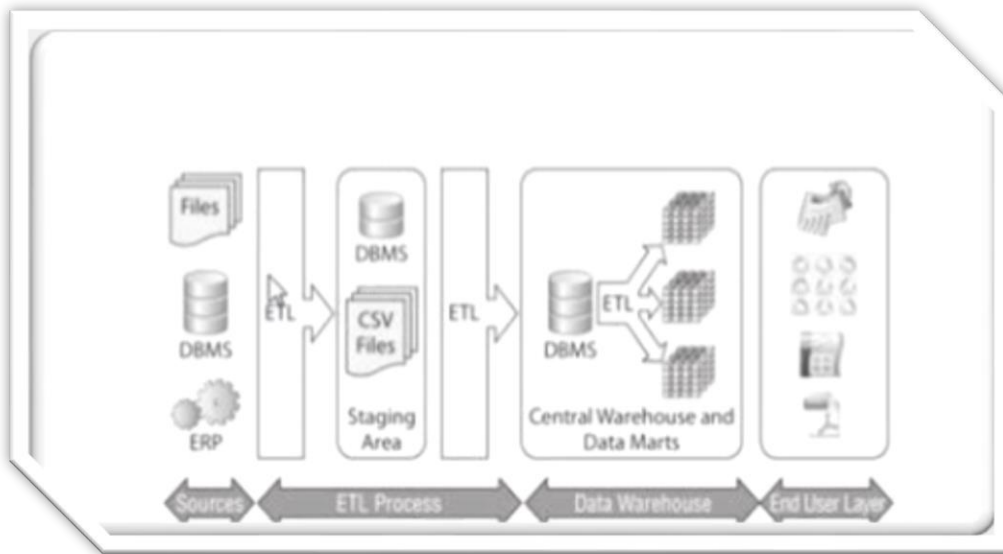 Files
DBMS
ERP
ETL
DBMS
CSV
Files
Staging
Area
ETL
DBMS
ETL
Central Warehouse and
Data Marts
Sources
ETL Process
Data Warehouse
End User Layer